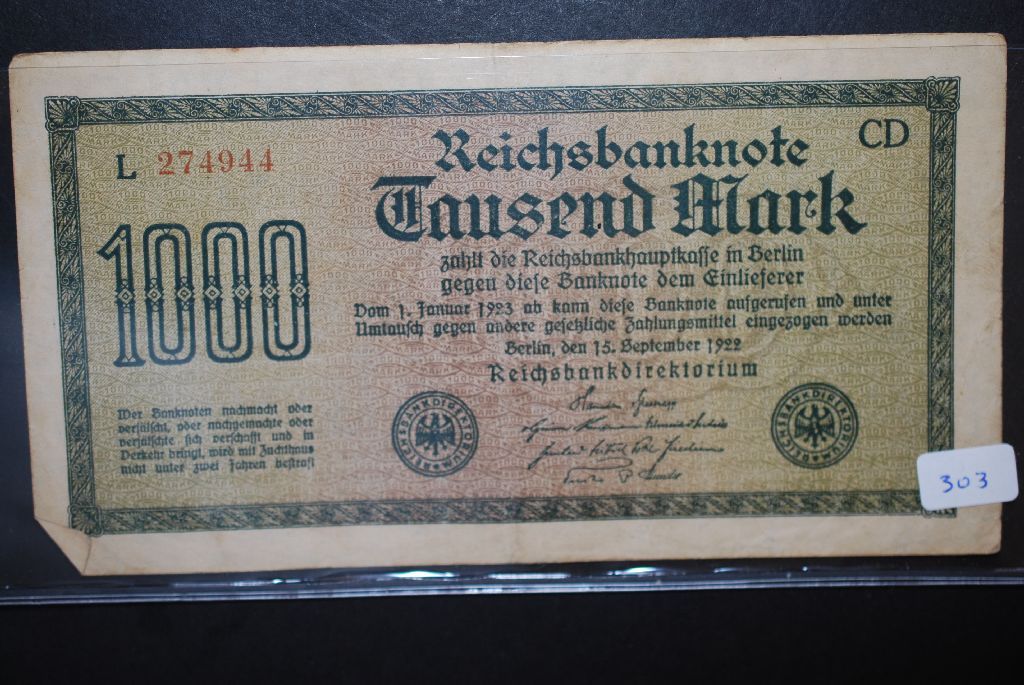 L 274944
CD
Reichsbanknote
Tausend Mark
1000
zahlt die Reichsbankhauptkasse in Berlin
gegen diese Banknote dem Einlieferer
Vom 1. Januar 1923 ab kann diese Banknote aufgerufen und unter
Umtausch gegen andere gesetzliche Zahlungsmittel eingezogen werden
Berlin, den 15. September 1922
Reichsbankdirektorium
Wer Banknoten nachmacht oder
verfälscht, oder nachgemachte oder
verfälschte sich verschafft und in
Verkehr bringt, wird mit Zuchthaus
nicht unter zwei Jahren bestraft
REICHSBANKDIREKTORIUM
REICHSBANKDIREKTORIUM
303